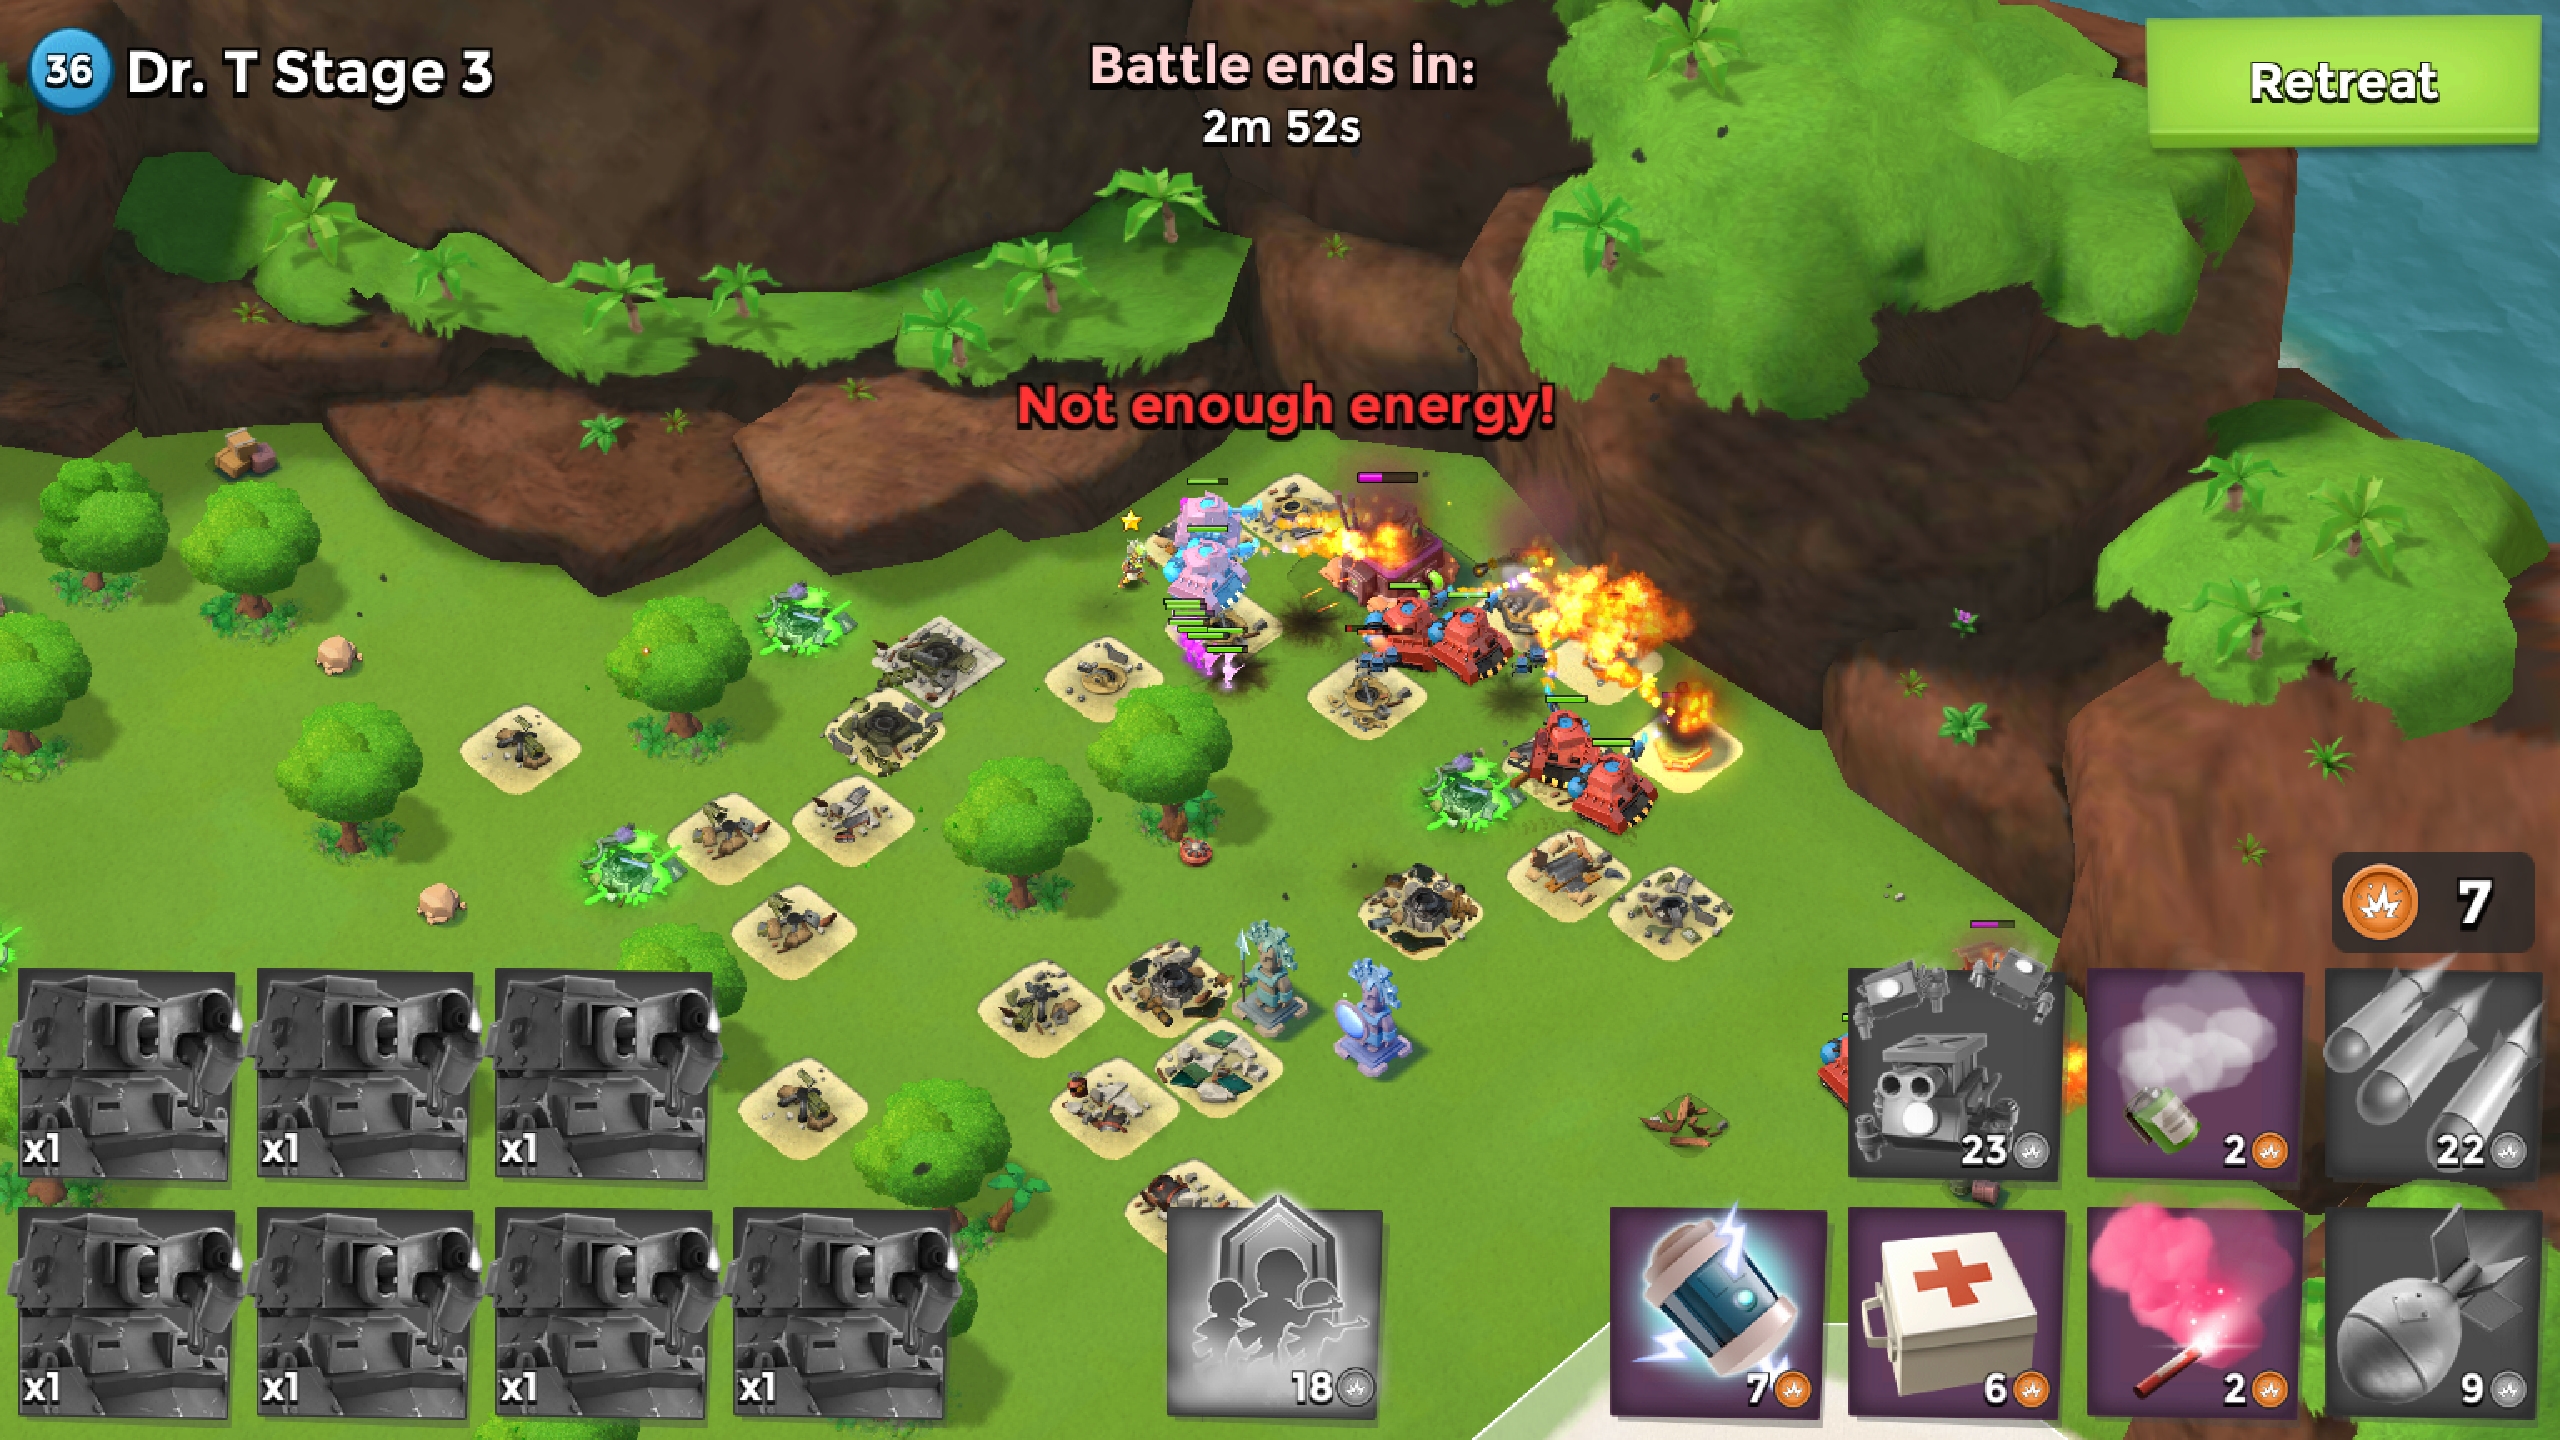 36 Dr. T Stage 3
Battle ends in:
2m 52s
Retreat
Not enough energy!
7
x1 x1 x1
23 2 22
x1 x1 x1 x1
18 7 6 2 9